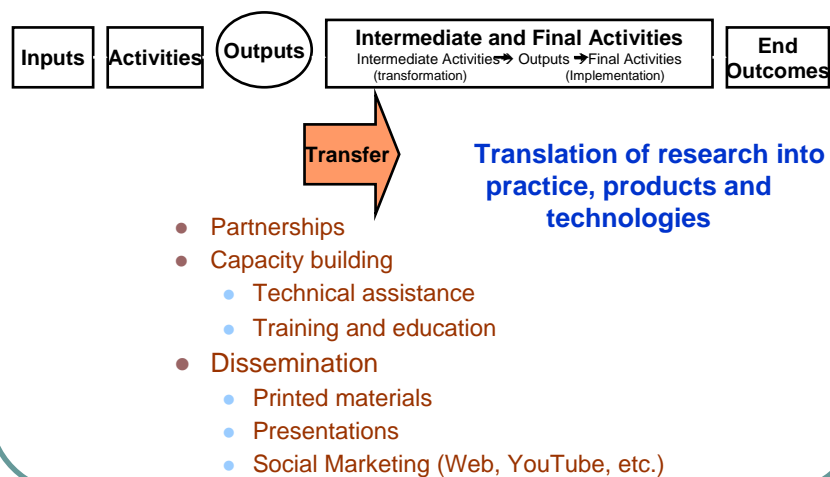 Inputs
Activities
Outputs
Intermediate and Final Activities
Intermediate Activities➔ Outputs ➔Final Activities
(transformation) (Implementation)
End
Outcomes
Transfer
Translation of research into
practice, products and
technologies
● Partnerships
● Capacity building
● Technical assistance
● Training and education
● Dissemination
● Printed materials
● Presentations
● Social Marketing (Web, YouTube, etc.)